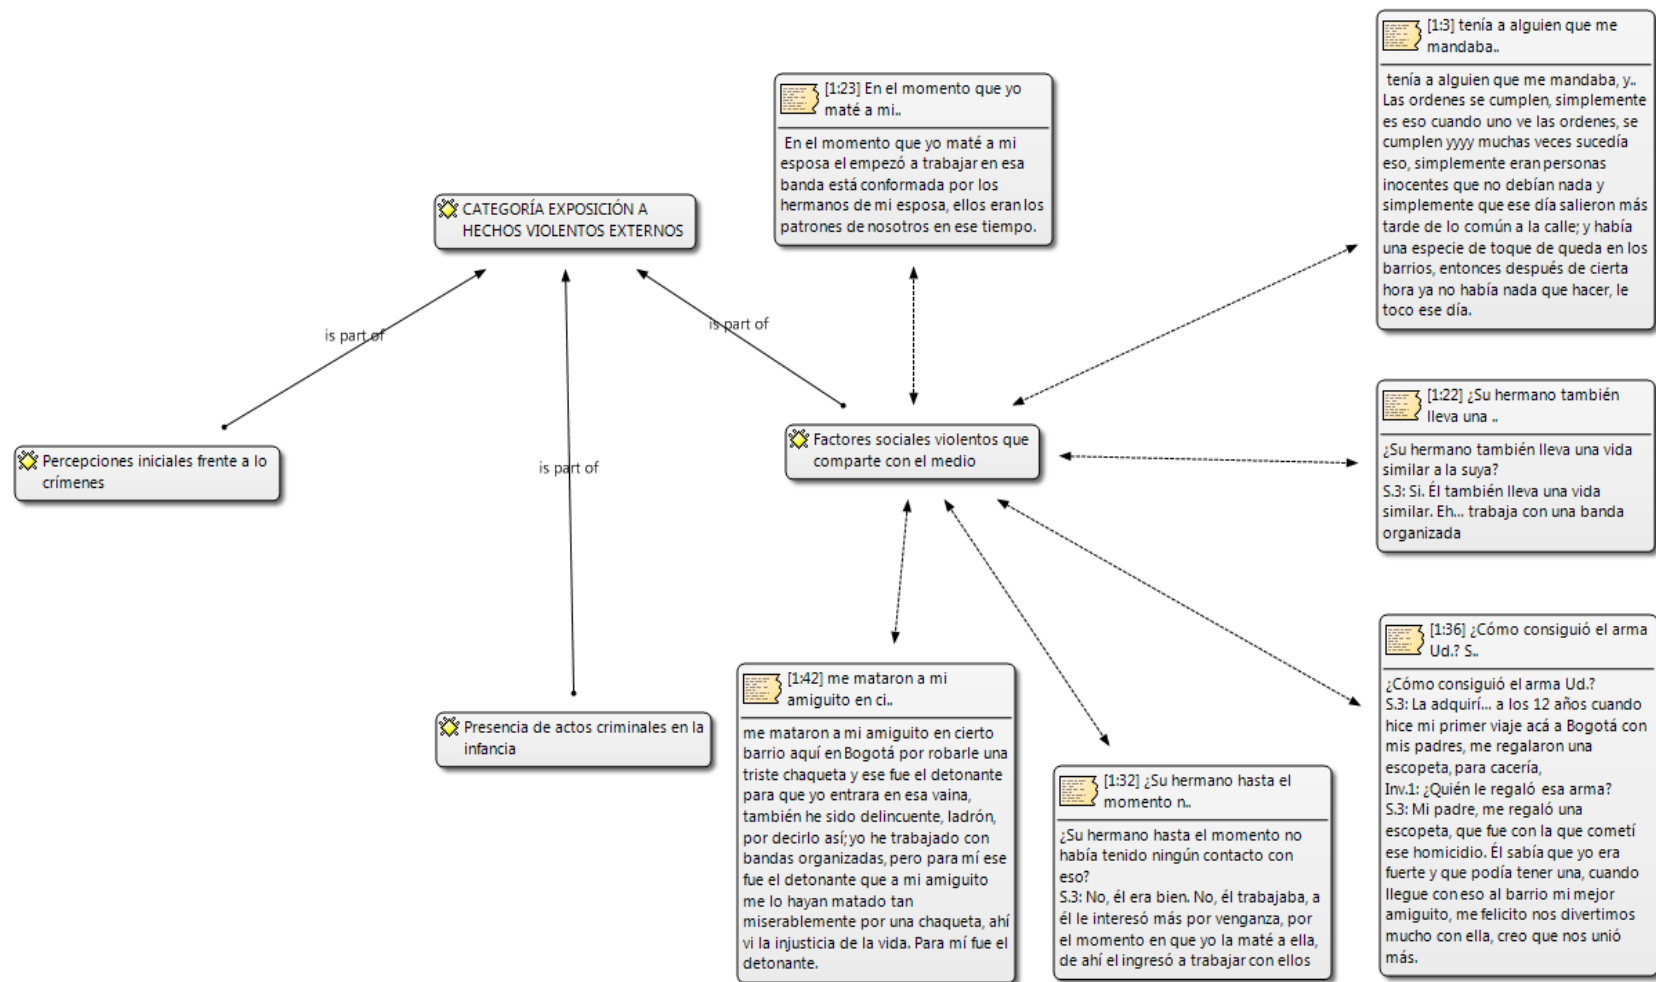 [1:3] tenía a alguien que me
mandaba..
tenía a alguien que me mandaba, y..
Las ordenes se cumplen, simplemente
es eso cuando uno ve las ordenes, se
cumplen yyyy muchas veces sucedía
eso, simplemente eran personas
inocentes que no debían nada y
simplemente que ese día salieron más
tarde de lo común a la calle; y había
una especie de toque de queda en los
barrios, entonces después de cierta
hora ya no había nada que hacer, le
toco ese día.
[1:23] En el momento que yo
maté a mi..
En el momento que yo maté a mi
esposa el empezó a trabajar en esa
banda está conformada por los
hermanos de mi esposa, ellos eran los
patrones de nosotros en ese tiempo.
CATEGORÍA EXPOSICIÓN A
HECHOS VIOLENTOS EXTERNOS
is part of
is part of
is part of
Percepciones iniciales frente a lo
crímenes
Factores sociales violentos que
comparte con el medio
[1:22] ¿Su hermano también
lleva una ..
¿Su hermano también lleva una vida
similar a la suya?
S.3: Si. Él también lleva una vida
similar. Eh... trabaja con una banda
organizada
Presencia de actos criminales en la
infancia
[1:42] me mataron a mi
amiguito en ci..
me mataron a mi amiguito en cierto
barrio aquí en Bogotá por robarle una
triste chaqueta y ese fue el detonante
para que yo entrara en esa vaina,
también he sido delincuente, ladrón,
por decirlo así; yo he trabajado con
bandas organizadas, pero para mí ese
fue el detonante que a mi amiguito
me lo hayan matado tan
miserablemente por una chaqueta, ahí
vi la injusticia de la vida. Para mí fue el
detonante.
[1:32] ¿Su hermano hasta el
momento n..
¿Su hermano hasta el momento no
había tenido ningún contacto con
eso?
S.3: No, él era bien. No, él trabajaba, a
él le interesó más por venganza, por
el momento en que yo la maté a ella,
de ahí el ingresó a trabajar con ellos
[1:36] ¿Cómo consiguió el arma
Ud.? S..
¿Cómo consiguió el arma Ud.?
S.3: La adquirí... a los 12 años cuando
hice mi primer viaje acá a Bogotá con
mis padres, me regalaron una
escopeta, para cacería,
Inv.1: ¿Quién le regaló esa arma?
S.3: Mi padre, me regaló una
escopeta, que fue con la que cometí
ese homicidio. Él sabía que yo era
fuerte y que podía tener una, cuando
llegue con eso al barrio mi mejor
amiguito, me felicito nos divertimos
mucho con ella, creo que nos unió
más.